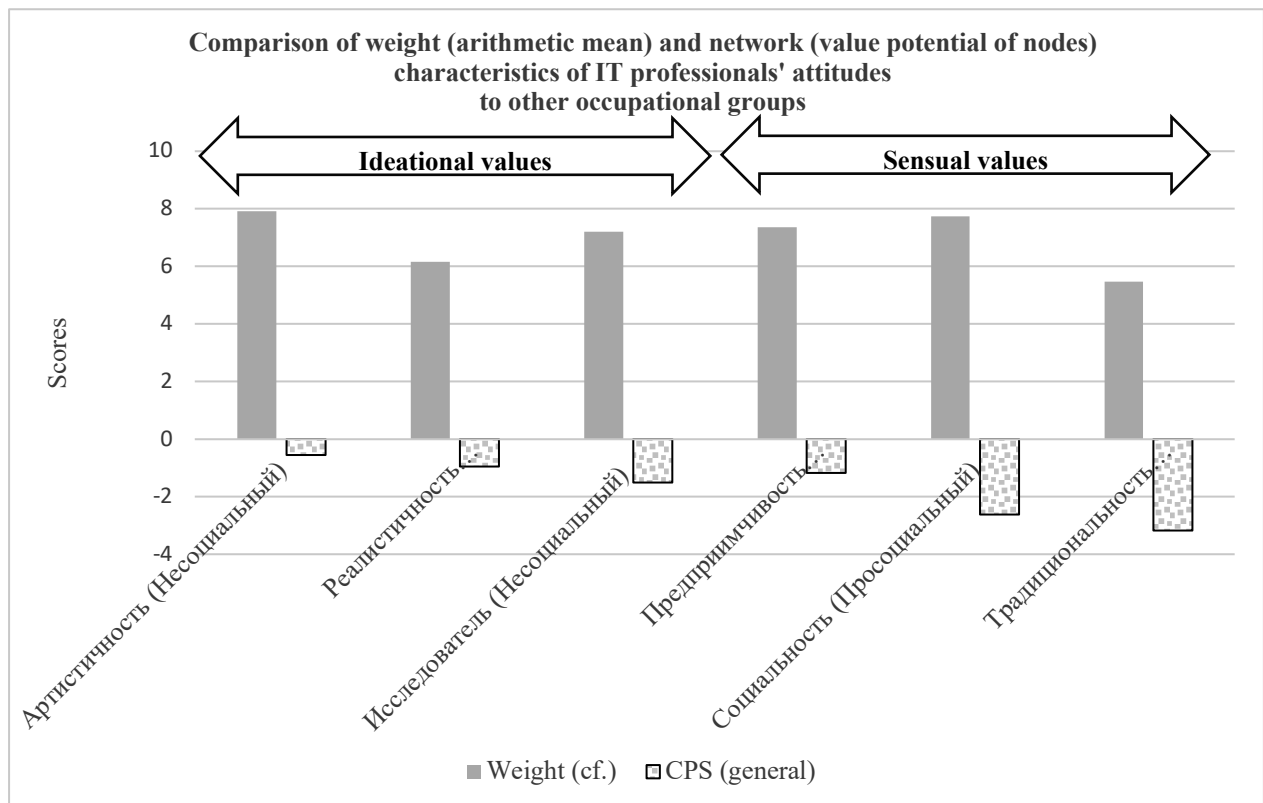 Comparison of weight (arithmetic mean) and network (value potential of nodes)
characteristics of IT professionals' attitudes
to other occupational groups
Ideational values
Sensual values
10
8
6
4
2
0
-2
-4
Scores
Артистичность (Несоциальный)
Реалистичность…
Исследователь (Несоциальный)
Предприимчивость…
Социальность (Просоциальный)
Традициональность…
Weight (cf.)
CPS (general)